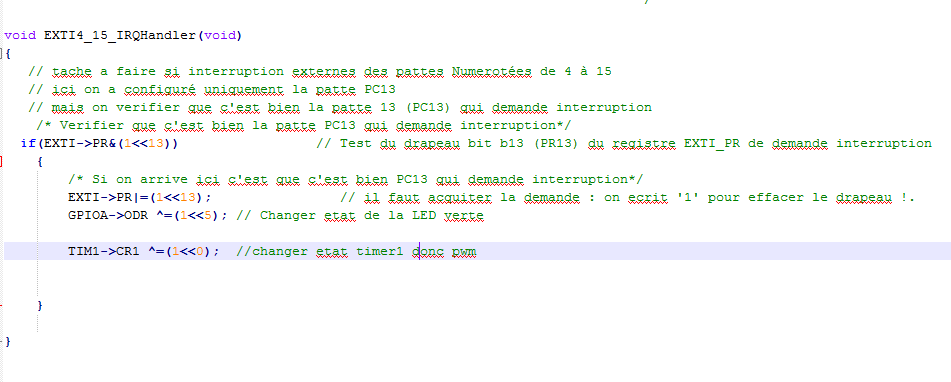 void EXTI4_15_IRQHandler(void)
{
// tache a faire si interruption externes des pattes Numerotées de 4 à 15
// ici on a configuré uniquement la patte PC13
// mais on verifier que c'est bien la patte 13 (PC13) qui demande interruption
/* Verifier que c'est bien la patte PC13 qui demande interruption*/
if(EXTI->PR&(1<<13)) // Test du drapeau bit b13 (PR13) du registre EXTI_PR de demande interruption
{
/* Si on arrive ici c'est que c'est bien PC13 qui demande interruption*/
EXTI->PR|=(1<<13); // il faut acquiter la demande : on ecrit '1' pour effacer le drapeau !.
GPIOA->ODR ^=(1<<5); // Changer etat de la LED verte
TIM1->CR1 ^=(1<<0); //changer etat timer1 donc pwm
}
}